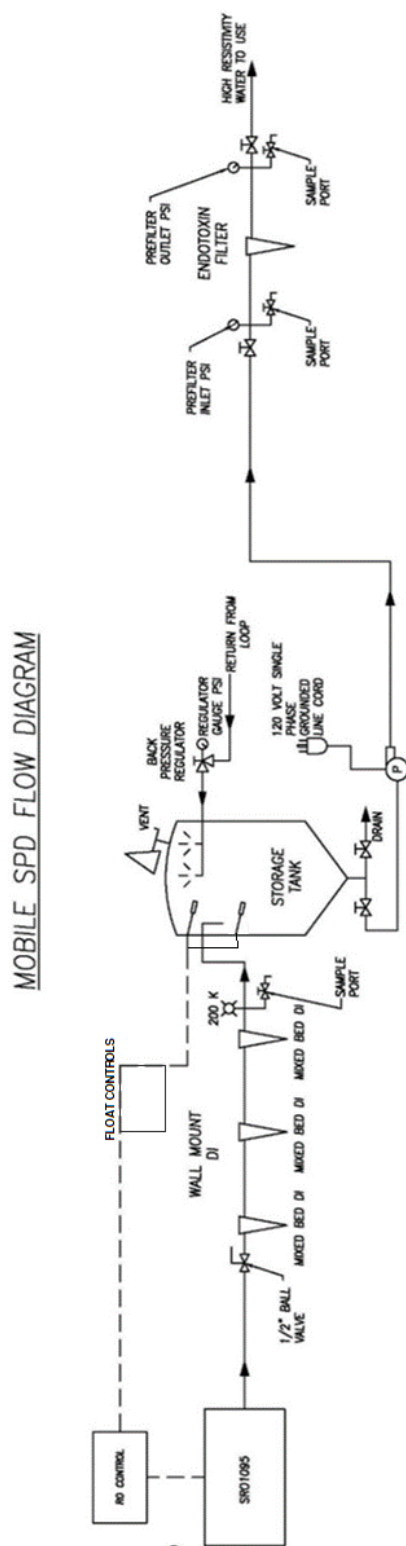 MOBILE SPD FLOW DIAGRAM
RO CONTROL
SRO1095
FLOAT CONTROLS
WALL MOUNT
DI
1/2" BALL
VALVE
MIXED BED DI
MIXED BED DI
MIXED BED DI
200 K
SAMPLE
PORT
VENT
STORAGE
TANK
BACK
PRESSURE
REGULATOR
REGULATOR
GAUGE PSI
RETURN FROM
LOOP
DRAIN
120 VOLT SINGLE
PHASE
GROUNDED
LINE CORD
P
PREFILTER
INLET PSI
SAMPLE
PORT
ENDOTOXIN
FILTER
PREFILTER
OUTLET PSI
SAMPLE
PORT
HIGH RESISTIVITY
WATER TO USE